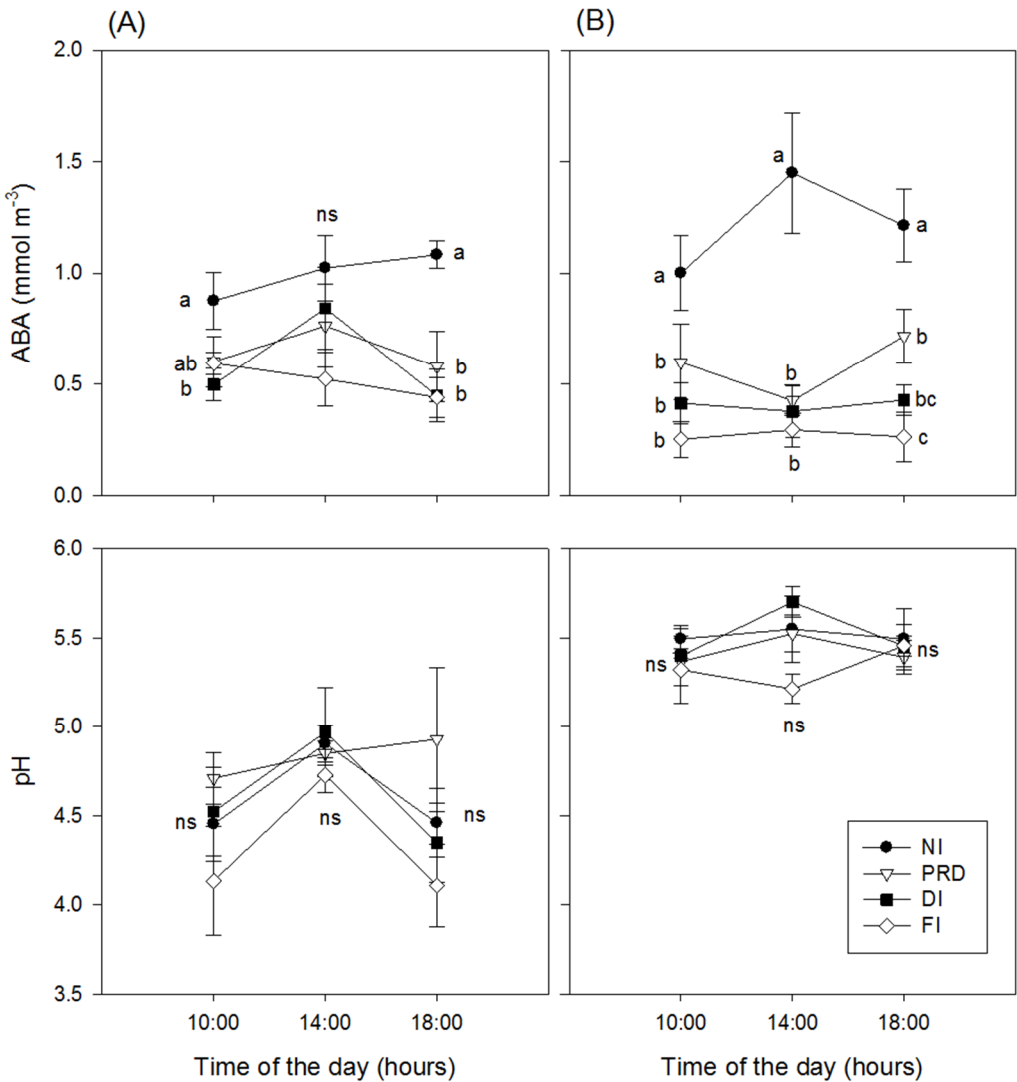 (A) (B)
2.0
1.5
1.0
0.5
0.0
ABA (mmol m⁻³)
ns
a
a
ab
b
b
b
a
a
a
b
b
b
b
bc
b
b
c
6.0
5.5
5.0
4.5
4.0
3.5
pH
ns
ns
ns
ns
ns
ns
NI
PRD
DI
FI
10:00 14:00 18:00 10:00 14:00 18:00
Time of the day (hours) Time of the day (hours)